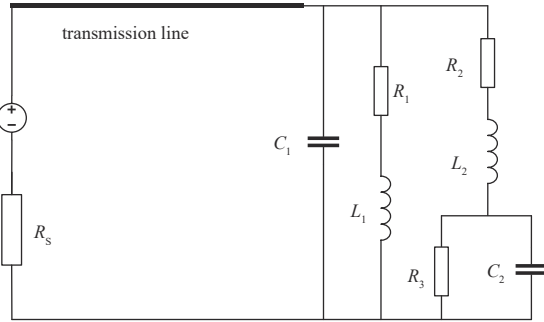 transmission line
R₂
R₁
C₁
L₂
L₁
Rₛ
R₃
C₂